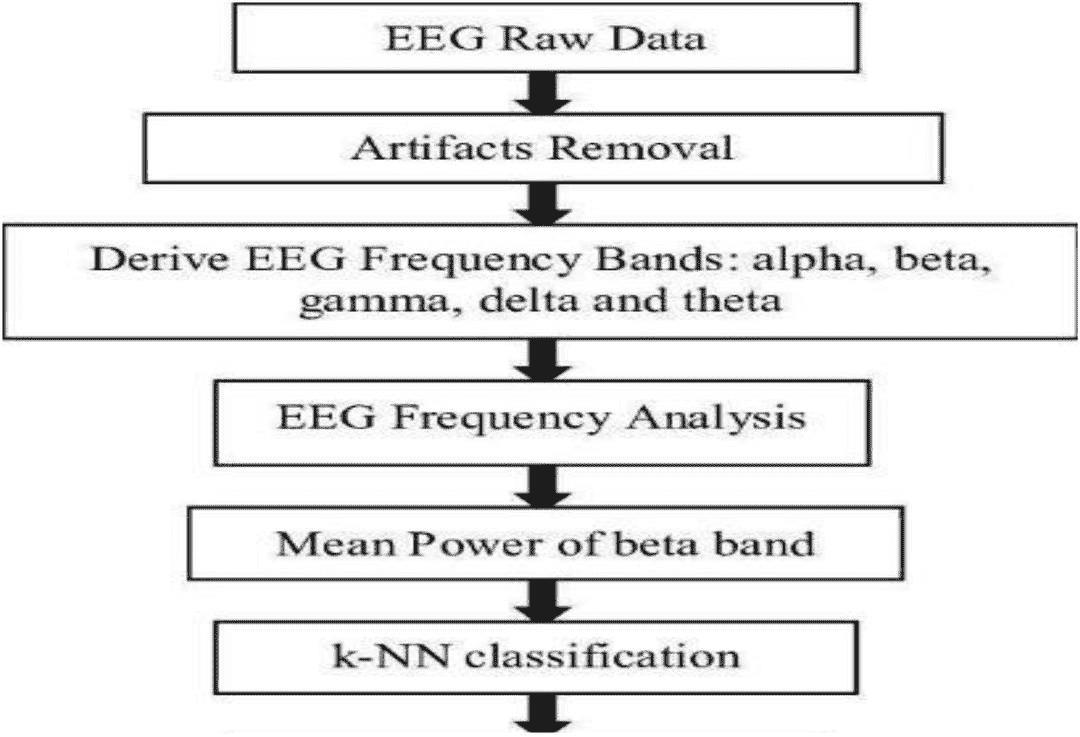 EEG Raw Data
Artifacts Removal
Derive EEG Frequency Bands: alpha, beta,
gamma, delta and theta
EEG Frequency Analysis
Mean Power of beta band
k-NN classification